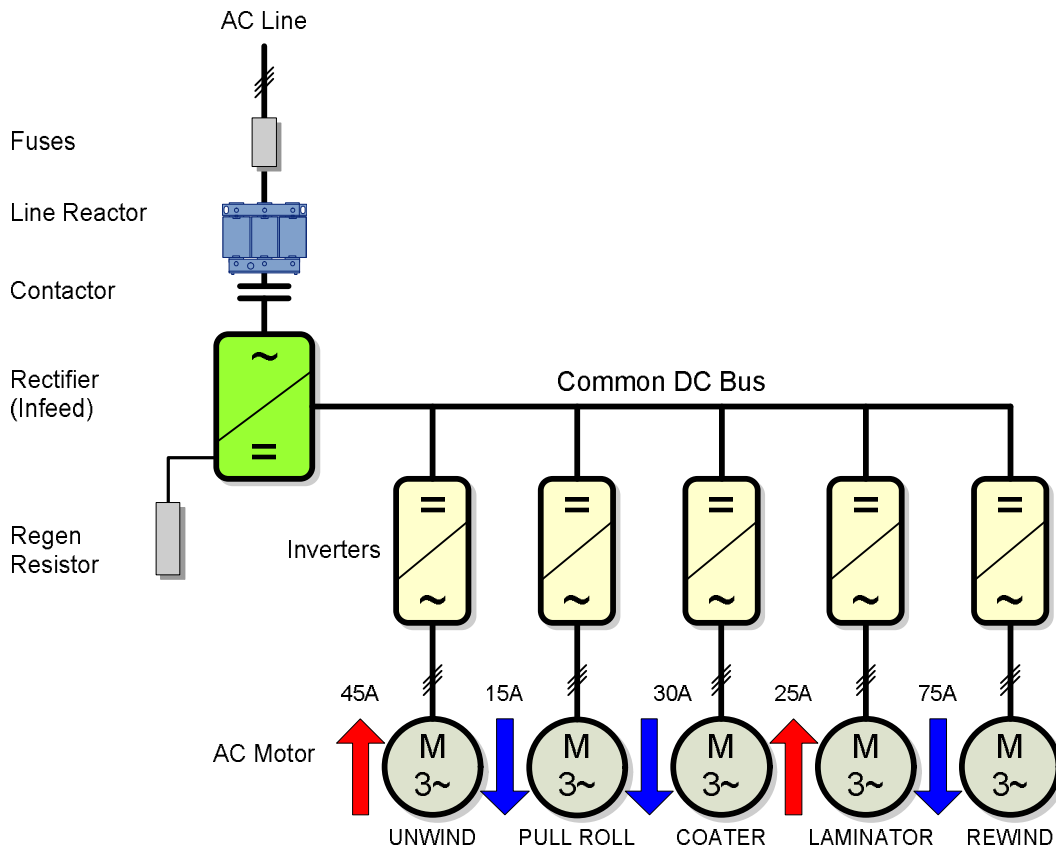 AC Line
Fuses
Line Reactor
Contactor
Rectifier
(Infeed)
~
=
Common DC Bus
Regen
Resistor
Inverters
=
=
=
=
=
~
~
~
~
~
45A
15A
30A
25A
75A
AC Motor
M
3~
M
3~
M
3~
M
3~
M
3~
UNWIND
PULL ROLL
COATER
LAMINATOR
REWIND